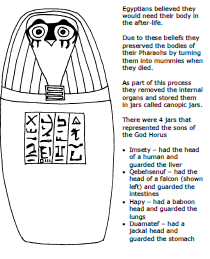 Egyptians believed they
would need their body in
the after-life.
Due to these beliefs they
preserved the bodies of
their Pharaohs by turning
them into mummies when
they died.
As part of this process
they removed the internal
organs and stored them
in jars called canopic jars.
There were 4 jars that
represented the sons of
the God Horus
• Imsety – had the head
of a human and
guarded the liver
• Qebehsenuf – had the
head of a falcon (shown
left) and guarded the
intestines
• Hapy – had a baboon
head and guarded the
lungs
• Duamatef – had a
jackal head and
guarded the stomach